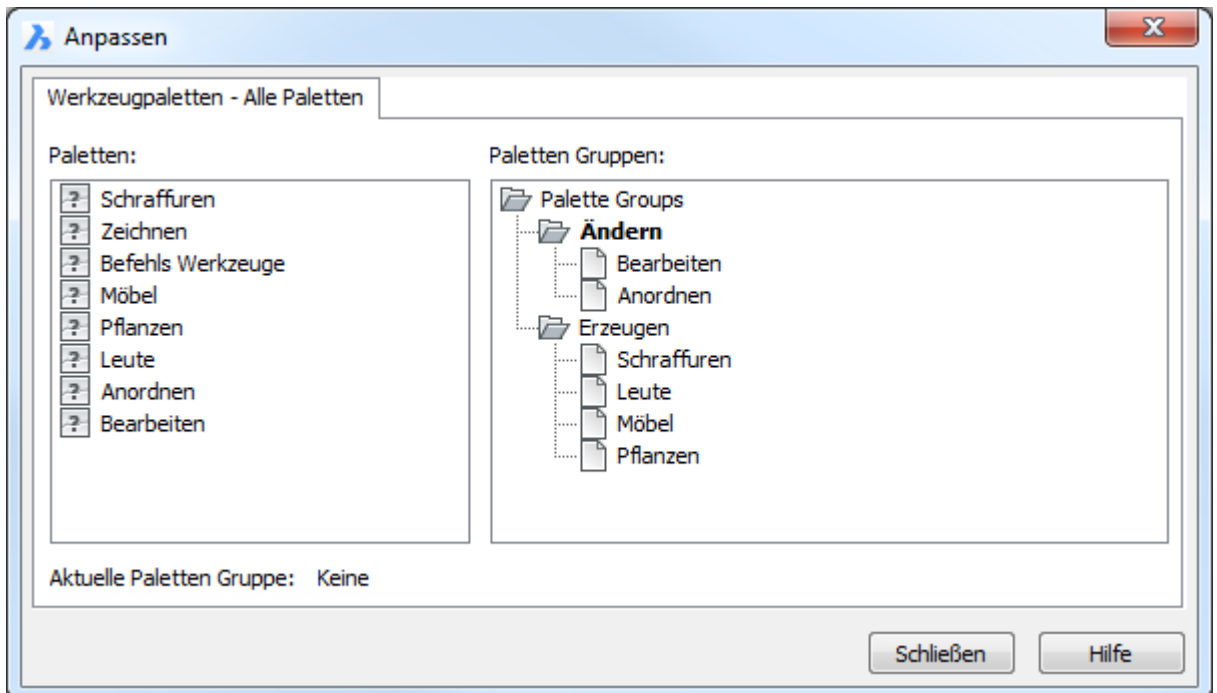 Anpassen
Werkzeugpaletten - Alle Paletten
Paletten:
Schraffuren
Zeichnen
Befehls Werkzeuge
Möbel
Pflanzen
Leute
Anordnen
Bearbeiten
Paletten Gruppen:
Palette Groups
Ändern
Bearbeiten
Anordnen
Erzeugen
Schraffuren
Leute
Möbel
Pflanzen
Aktuelle Paletten Gruppe: Keine
Schließen
Hilfe